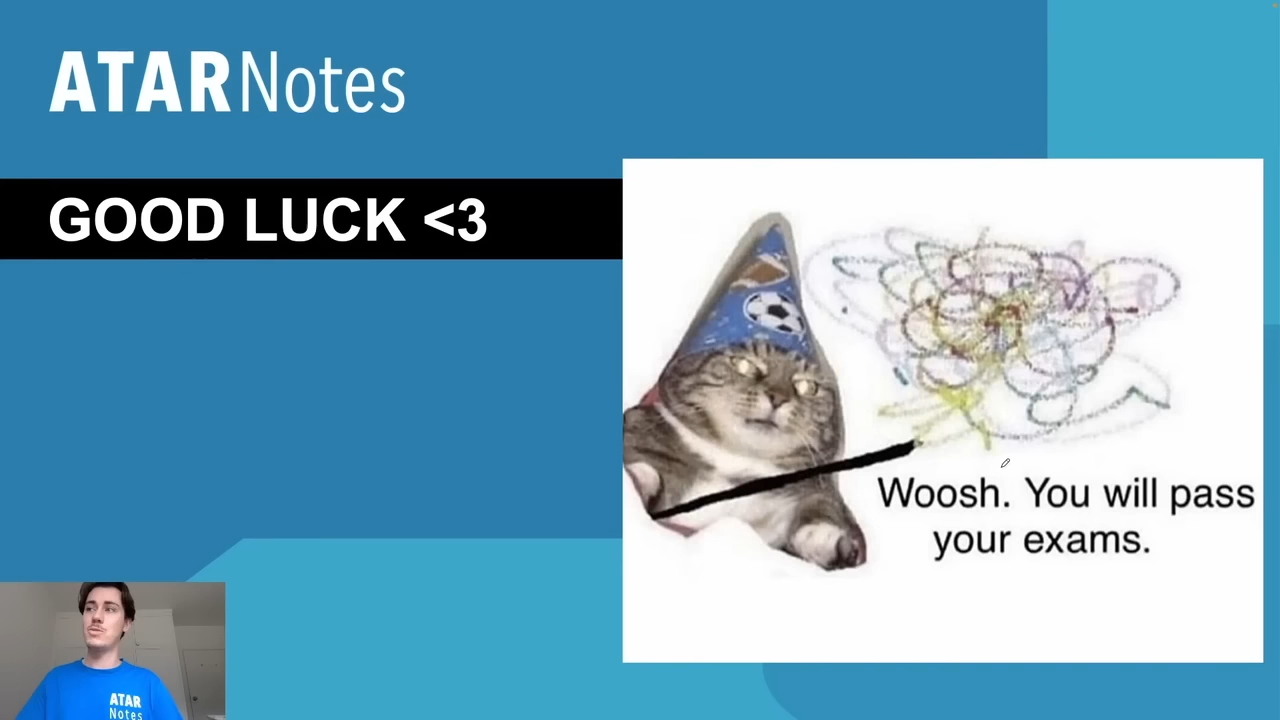 ATARNotes
GOOD LUCK <3
Woosh. You will pass
your exams.
ATAR
Notes